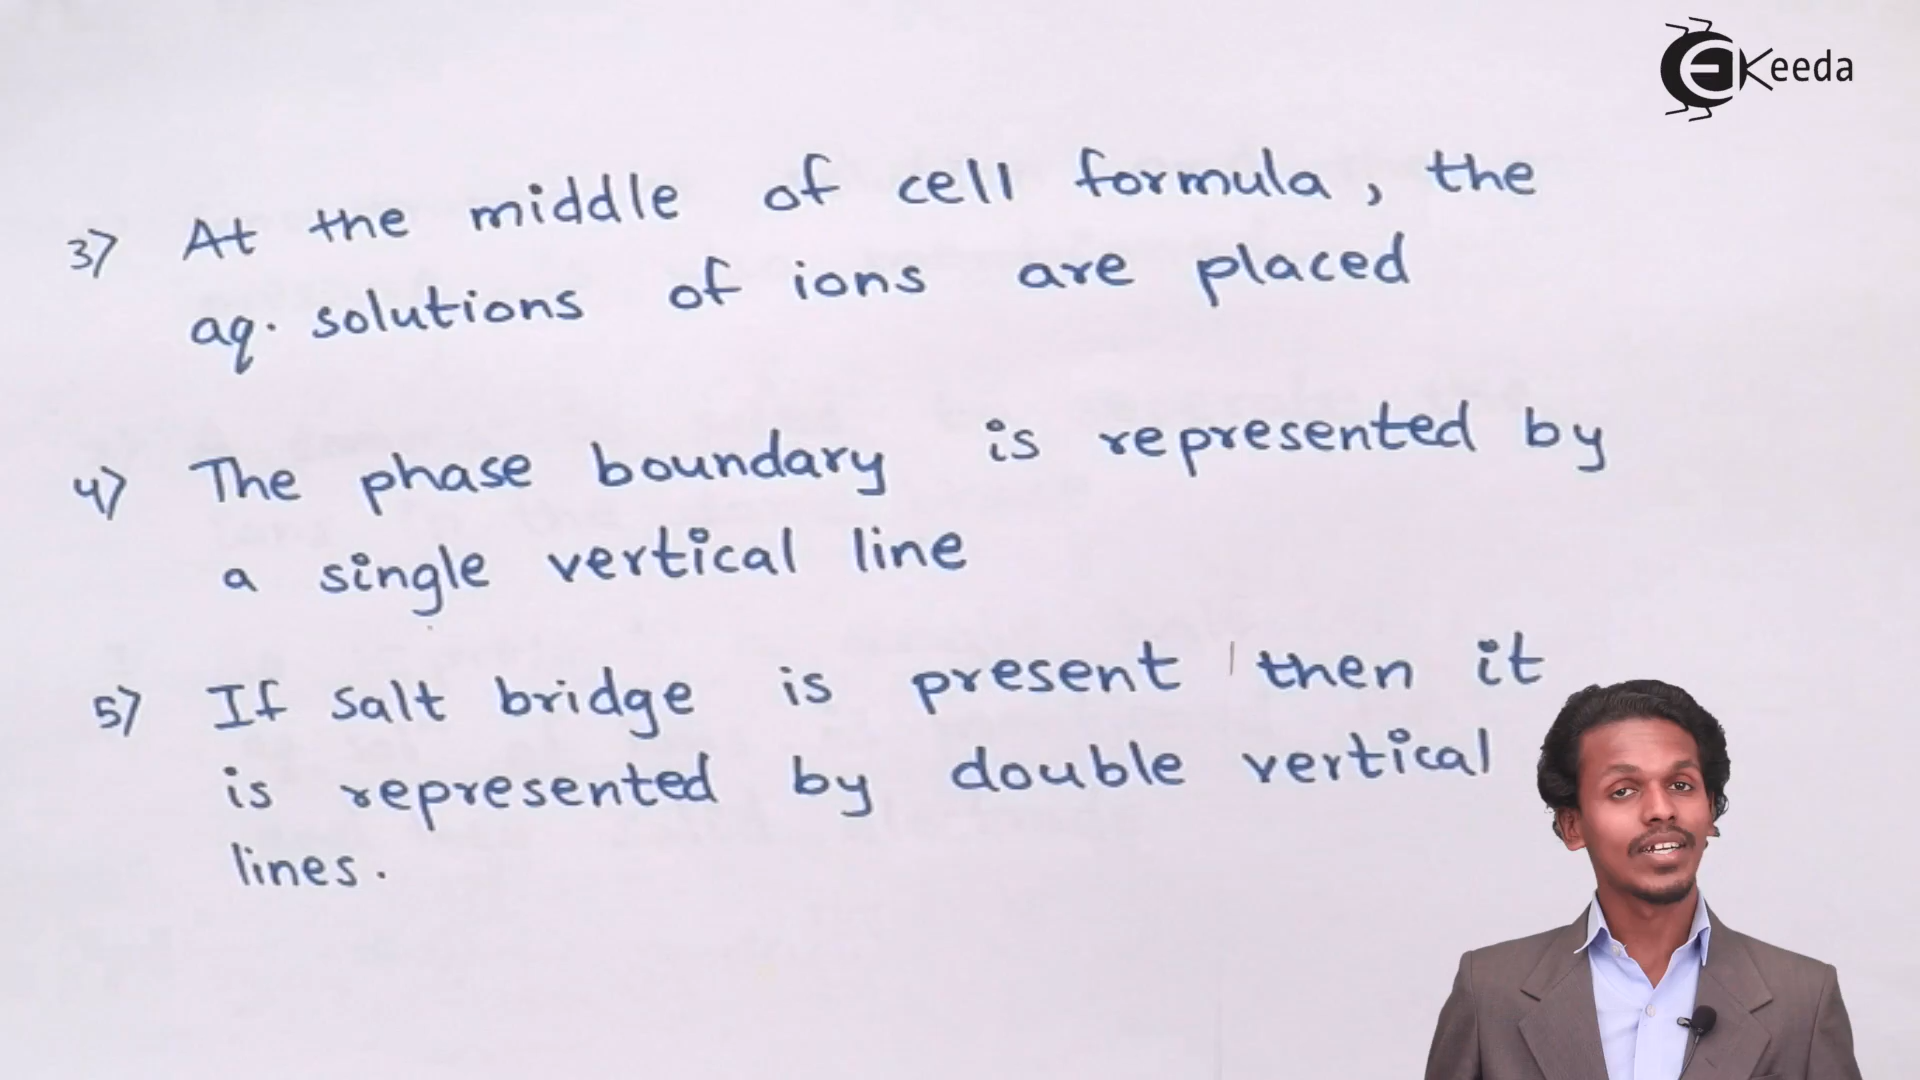 EKeeda
3) At the middle of cell formula, the
aq. solutions of ions are placed
4) The phase boundary is represented by
a single vertical line
5) If salt bridge is present then it
is represented by double vertical
lines.